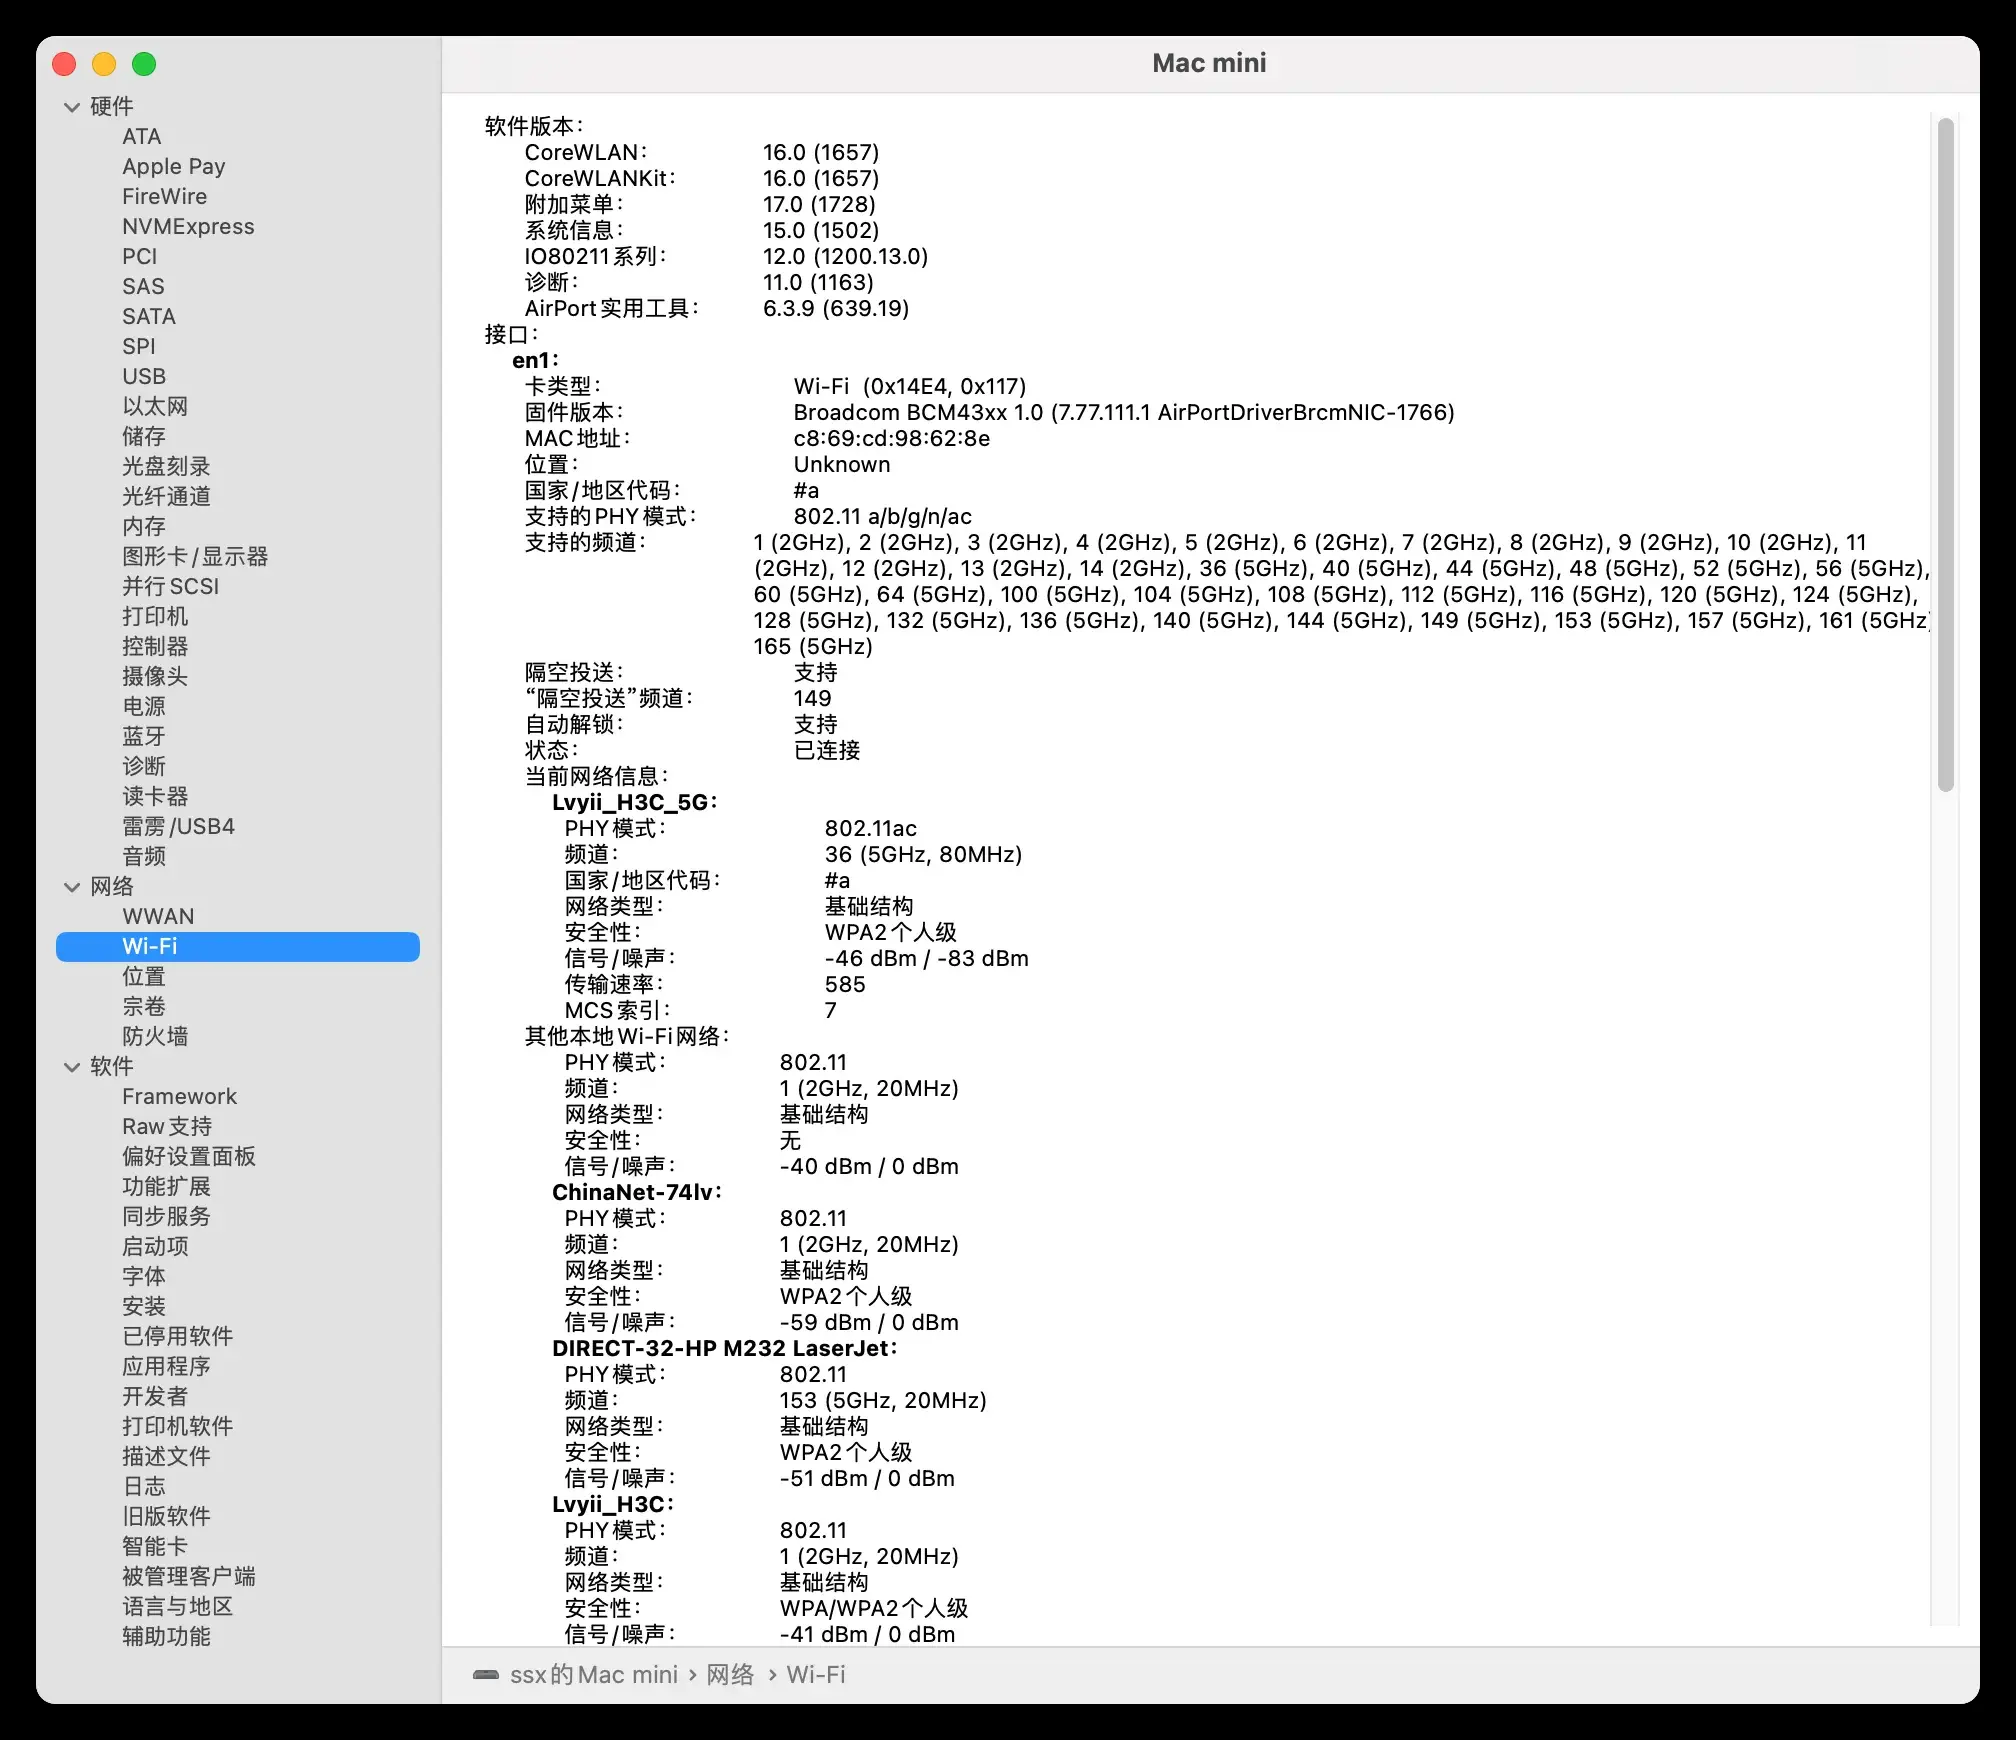 Mac mini
硬件
ATA
Apple Pay
FireWire
NVMExpress
PCI
SAS
SATA
SPI
USB
以太网
储存
光盘刻录
光纤通道
内存
图形卡/显示器
并行SCSI
打印机
控制器
摄像头
电源
蓝牙
诊断
读卡器
雷雳/USB4
音频
网络
WWAN
Wi-Fi
位置
宗卷
防火墙
软件
Framework
Raw支持
偏好设置面板
功能扩展
同步服务
启动项
字体
安装
已停用软件
应用程序
开发者
打印机软件
描述文件
日志
旧版软件
智能卡
被管理客户端
语言与地区
辅助功能
软件版本:
CoreWLAN: 16.0 (1657)
CoreWLANKit: 16.0 (1657)
附加菜单: 17.0 (1728)
系统信息: 15.0 (1502)
IO80211系列: 12.0 (1200.13.0)
诊断: 11.0 (1163)
AirPort实用工具: 6.3.9 (639.19)
接口:
en1:
卡类型: Wi-Fi (0x14E4, 0x117)
固件版本: Broadcom BCM43xx 1.0 (7.77.111.1 AirPortDriverBrcmNIC-1766)
MAC地址: c8:69:cd:98:62:8e
位置: Unknown
国家/地区代码: #a
支持的PHY模式: 802.11 a/b/g/n/ac
支持的频道: 1 (2GHz), 2 (2GHz), 3 (2GHz), 4 (2GHz), 5 (2GHz), 6 (2GHz), 7 (2GHz), 8 (2GHz), 9 (2GHz), 10 (2GHz), 11
(2GHz), 12 (2GHz), 13 (2GHz), 14 (2GHz), 36 (5GHz), 40 (5GHz), 44 (5GHz), 48 (5GHz), 52 (5GHz), 56 (5GHz),
60 (5GHz), 64 (5GHz), 100 (5GHz), 104 (5GHz), 108 (5GHz), 112 (5GHz), 116 (5GHz), 120 (5GHz), 124 (5GHz),
128 (5GHz), 132 (5GHz), 136 (5GHz), 140 (5GHz), 144 (5GHz), 149 (5GHz), 153 (5GHz), 157 (5GHz), 161 (5GHz)
165 (5GHz)
隔空投送: 支持
“隔空投送”频道: 149
自动解锁: 支持
状态: 已连接
当前网络信息:
Lvyii_H3C_5G:
PHY模式: 802.11ac
频道: 36 (5GHz, 80MHz)
国家/地区代码: #a
网络类型: 基础结构
安全性: WPA2个人级
信号/噪声: -46 dBm / -83 dBm
传输速率: 585
MCS索引: 7
其他本地Wi-Fi网络:
PHY模式: 802.11
频道: 1 (2GHz, 20MHz)
网络类型: 基础结构
安全性: 无
信号/噪声: -40 dBm / 0 dBm
ChinaNet-74lv:
PHY模式: 802.11
频道: 1 (2GHz, 20MHz)
网络类型: 基础结构
安全性: WPA2个人级
信号/噪声: -59 dBm / 0 dBm
DIRECT-32-HP M232 LaserJet:
PHY模式: 802.11
频道: 153 (5GHz, 20MHz)
网络类型: 基础结构
安全性: WPA2个人级
信号/噪声: -51 dBm / 0 dBm
Lvyii_H3C:
PHY模式: 802.11
频道: 1 (2GHz, 20MHz)
网络类型: 基础结构
安全性: WPA/WPA2个人级
信号/噪声: -41 dBm / 0 dBm
ssx的Mac mini › 网络 › Wi-Fi